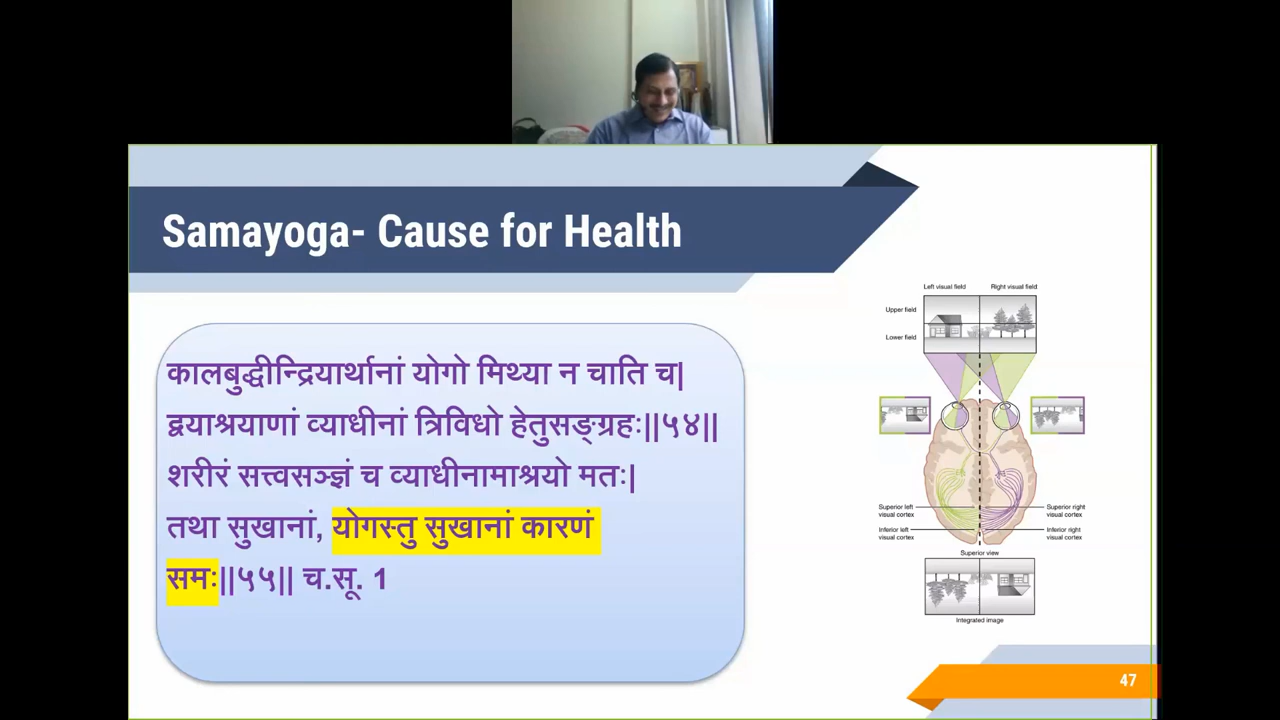 Samayoga- Cause for Health
कालबुद्धीन्द्रियार्थानां योगो मिथ्या न चाति च|
द्वयाश्रयाणां व्याधीनां त्रिविधो हेतुसङ्ग्रहः||५४||
शरीरं सत्त्वसञ्ज्ञं च व्याधीनामाश्रयो मतः|
तथा सुखानां, योगस्तु सुखानां कारणं
समः||५५|| च.सू. 1
Left visual field
Right visual field
Upper field
Lower field
Superior left
visual cortex
Inferior left
visual cortex
Superior right
visual cortex
Inferior right
visual cortex
Superior view
Integrated image
47